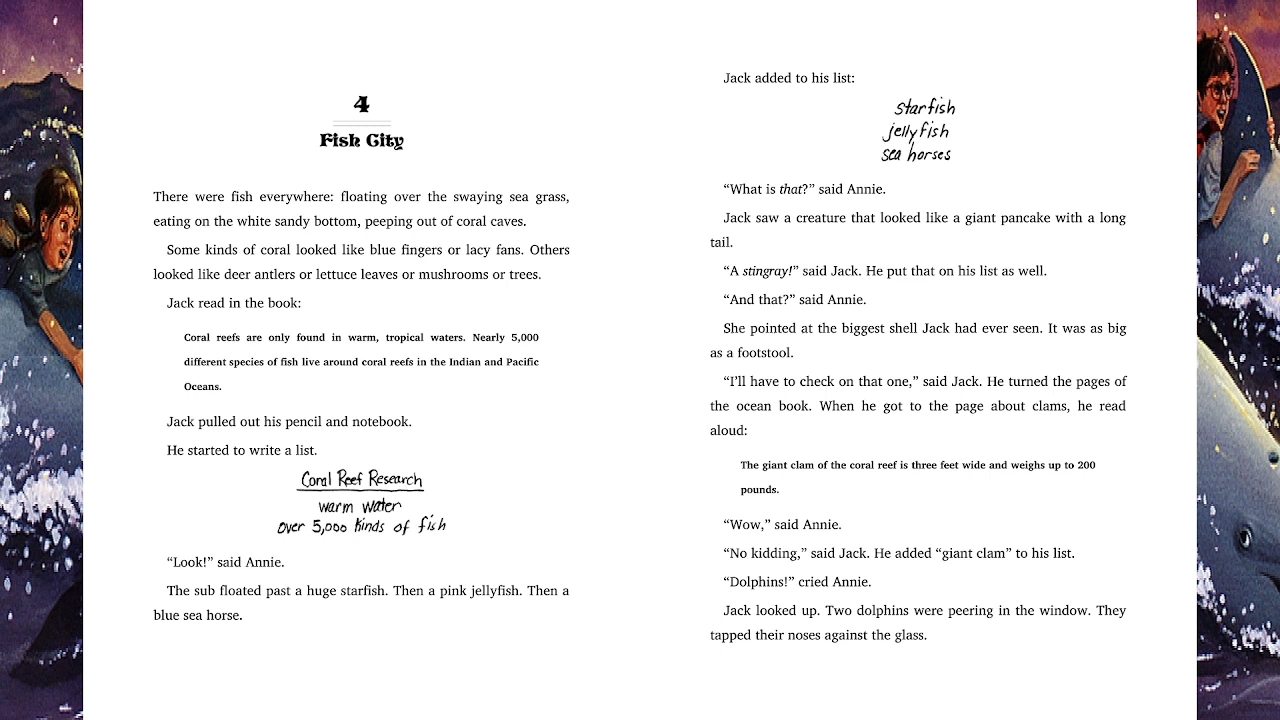 4
Fish City
There were fish everywhere: floating over the swaying sea grass,
eating on the white sandy bottom, peeping out of coral caves.
Some kinds of coral looked like blue fingers or lacy fans. Others
looked like deer antlers or lettuce leaves or mushrooms or trees.
Jack read in the book:
Coral reefs are only found in warm, tropical waters. Nearly 5,000
different species of fish live around coral reefs in the Indian and Pacific
Oceans.
Jack pulled out his pencil and notebook.
He started to write a list.
Coral Reef Research
warm water
over 5,000 kinds of fish
“Look!” said Annie.
The sub floated past a huge starfish. Then a pink jellyfish. Then a
blue sea horse.
Jack added to his list:
starfish
jellyfish
sea horses
“What is that?” said Annie.
Jack saw a creature that looked like a giant pancake with a long
tail.
“A stingray!” said Jack. He put that on his list as well.
“And that?” said Annie.
She pointed at the biggest shell Jack had ever seen. It was as big
as a footstool.
“I’ll have to check on that one,” said Jack. He turned the pages of
the ocean book. When he got to the page about clams, he read
aloud:
The giant clam of the coral reef is three feet wide and weighs up to 200
pounds.
“Wow,” said Annie.
“No kidding,” said Jack. He added “giant clam” to his list.
“Dolphins!” cried Annie.
Jack looked up. Two dolphins were peering in the window. They
tapped their noses against the glass.